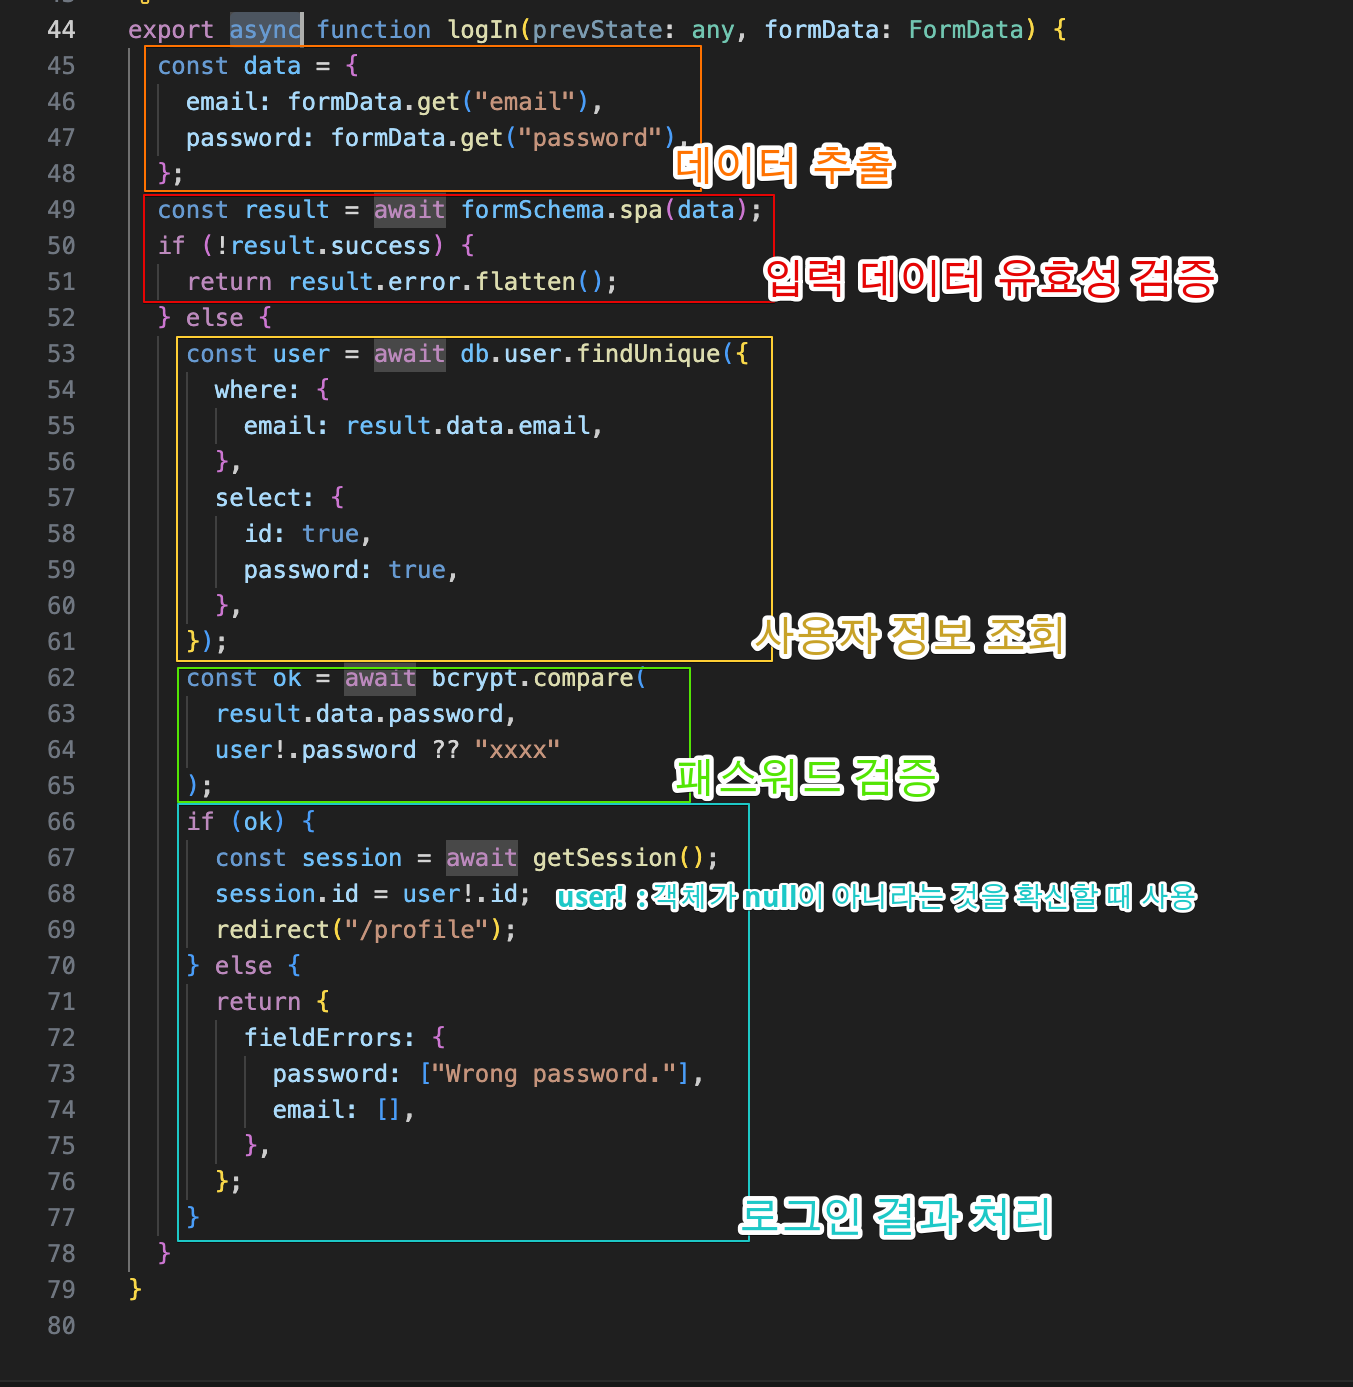 44 export async function logIn(prevState: any, formData: FormData) {
45 const data = {
46 email: formData.get("email"),
47 password: formData.get("password"),
데이터 추출
48 };
49 const result = await formSchema.spa(data);
50 if (!result.success) {
51 return result.error.flatten();
입력 데이터 유효성 검증
52 } else {
53 const user = await db.user.findUnique({
54 where: {
55 email: result.data.email,
56 },
57 select: {
58 id: true,
59 password: true,
60 },
61 });
사용자 정보 조회
62 const ok = await bcrypt.compare(
63 result.data.password,
64 user!.password ?? "xxxx"
65 );
패스워드 검증
66 if (ok) {
67 const session = await getSession();
68 session.id = user!.id; user! : 객체가 null이 아니라는 것을 확신할 때 사용
69 redirect("/profile");
70 } else {
71 return {
72 fieldErrors: {
73 password: ["Wrong password."],
74 email: [],
75 },
76 };
77 }
로그인 결과 처리
78 }
79 }
80